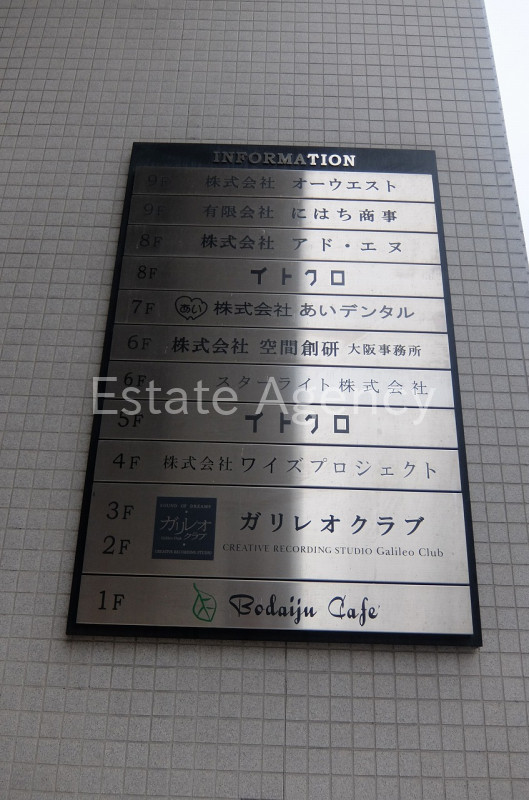 INFORMATION
9F 株式会社 オーウエスト
9F 有限会社 にはち商事
8F 株式会社 アド・エヌ
8F イトクロ
7F あい 株式会社 あいデンタル
6F 株式会社 空間創研 大阪事務所
6F スターライト株式会社
Estate Agency
5F イトクロ
4F 株式会社 ワイズプロジェクト
3F ガリレオクラブ ガリレオクラブ
2F CREATIVE RECORDING STUDIO Galileo Club
1F Bodaiju Cafe